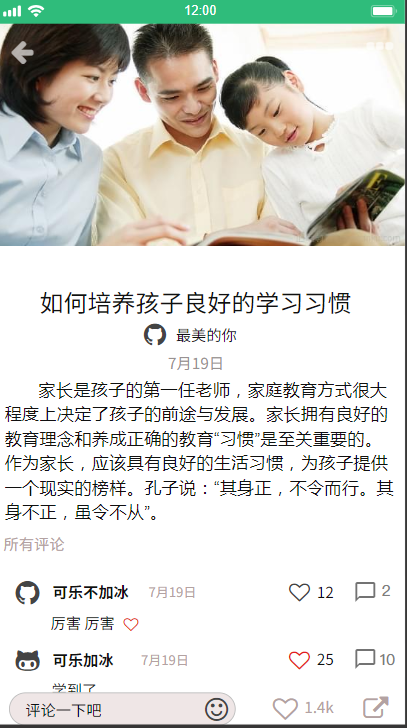 12:00
如何培养孩子良好的学习习惯
最美的你
7月19日
家长是孩子的第一任老师，家庭教育方式很大
程度上决定了孩子的前途与发展。家长拥有良好的
教育理念和养成正确的教育“习惯”是至关重要的。
作为家长，应该具有良好的生活习惯，为孩子提供
一个现实的榜样。孔子说：“其身正，不令而行。其
身不正，虽令不从”。
所有评论
可乐不加冰 7月19日 12 2
厉害 厉害
可乐加冰 7月19日 25 10
学到了
评论一下吧 1.4k